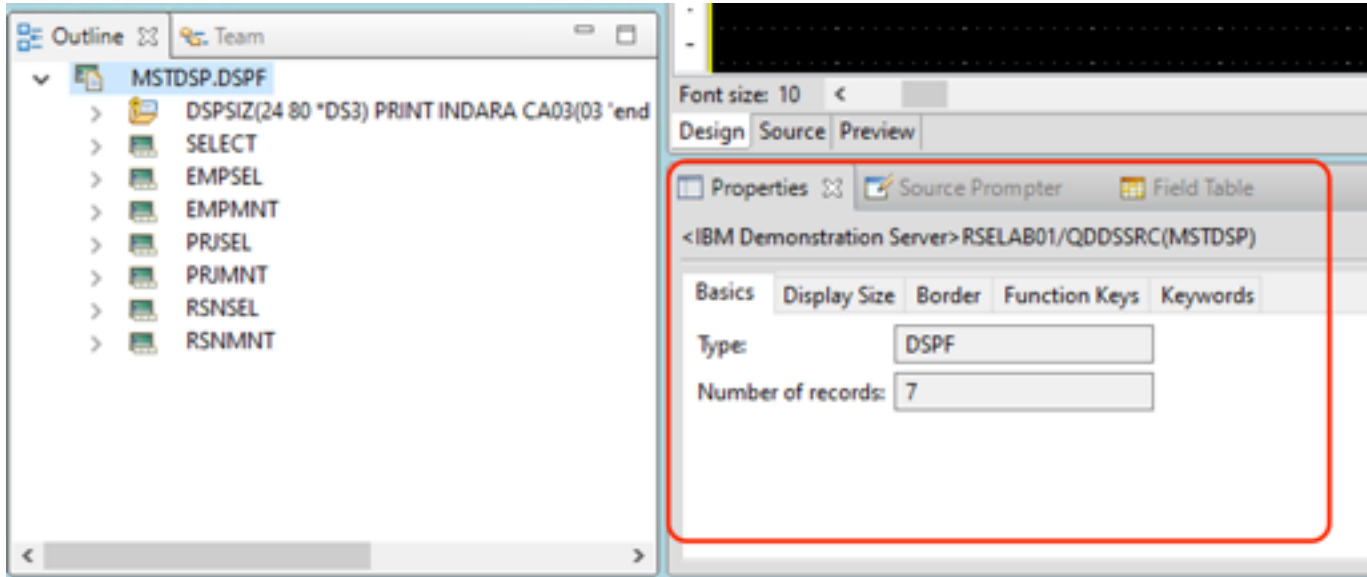 Outline Team
MSTDSP.DSPF
DSPSIZ(24 80 *DS3) PRINT INDARA CA03(03 'end
SELECT
EMPSEL
EMPMNT
PRJSEL
PRJMNT
RSNSEL
RSNMNT
Font size: 10
Design Source Preview
Properties Source Prompter Field Table
<IBM Demonstration Server>RSELAB01/QDDSSRC(MSTDSP)
Basics Display Size Border Function Keys Keywords
Type: DSPF
Number of records: 7